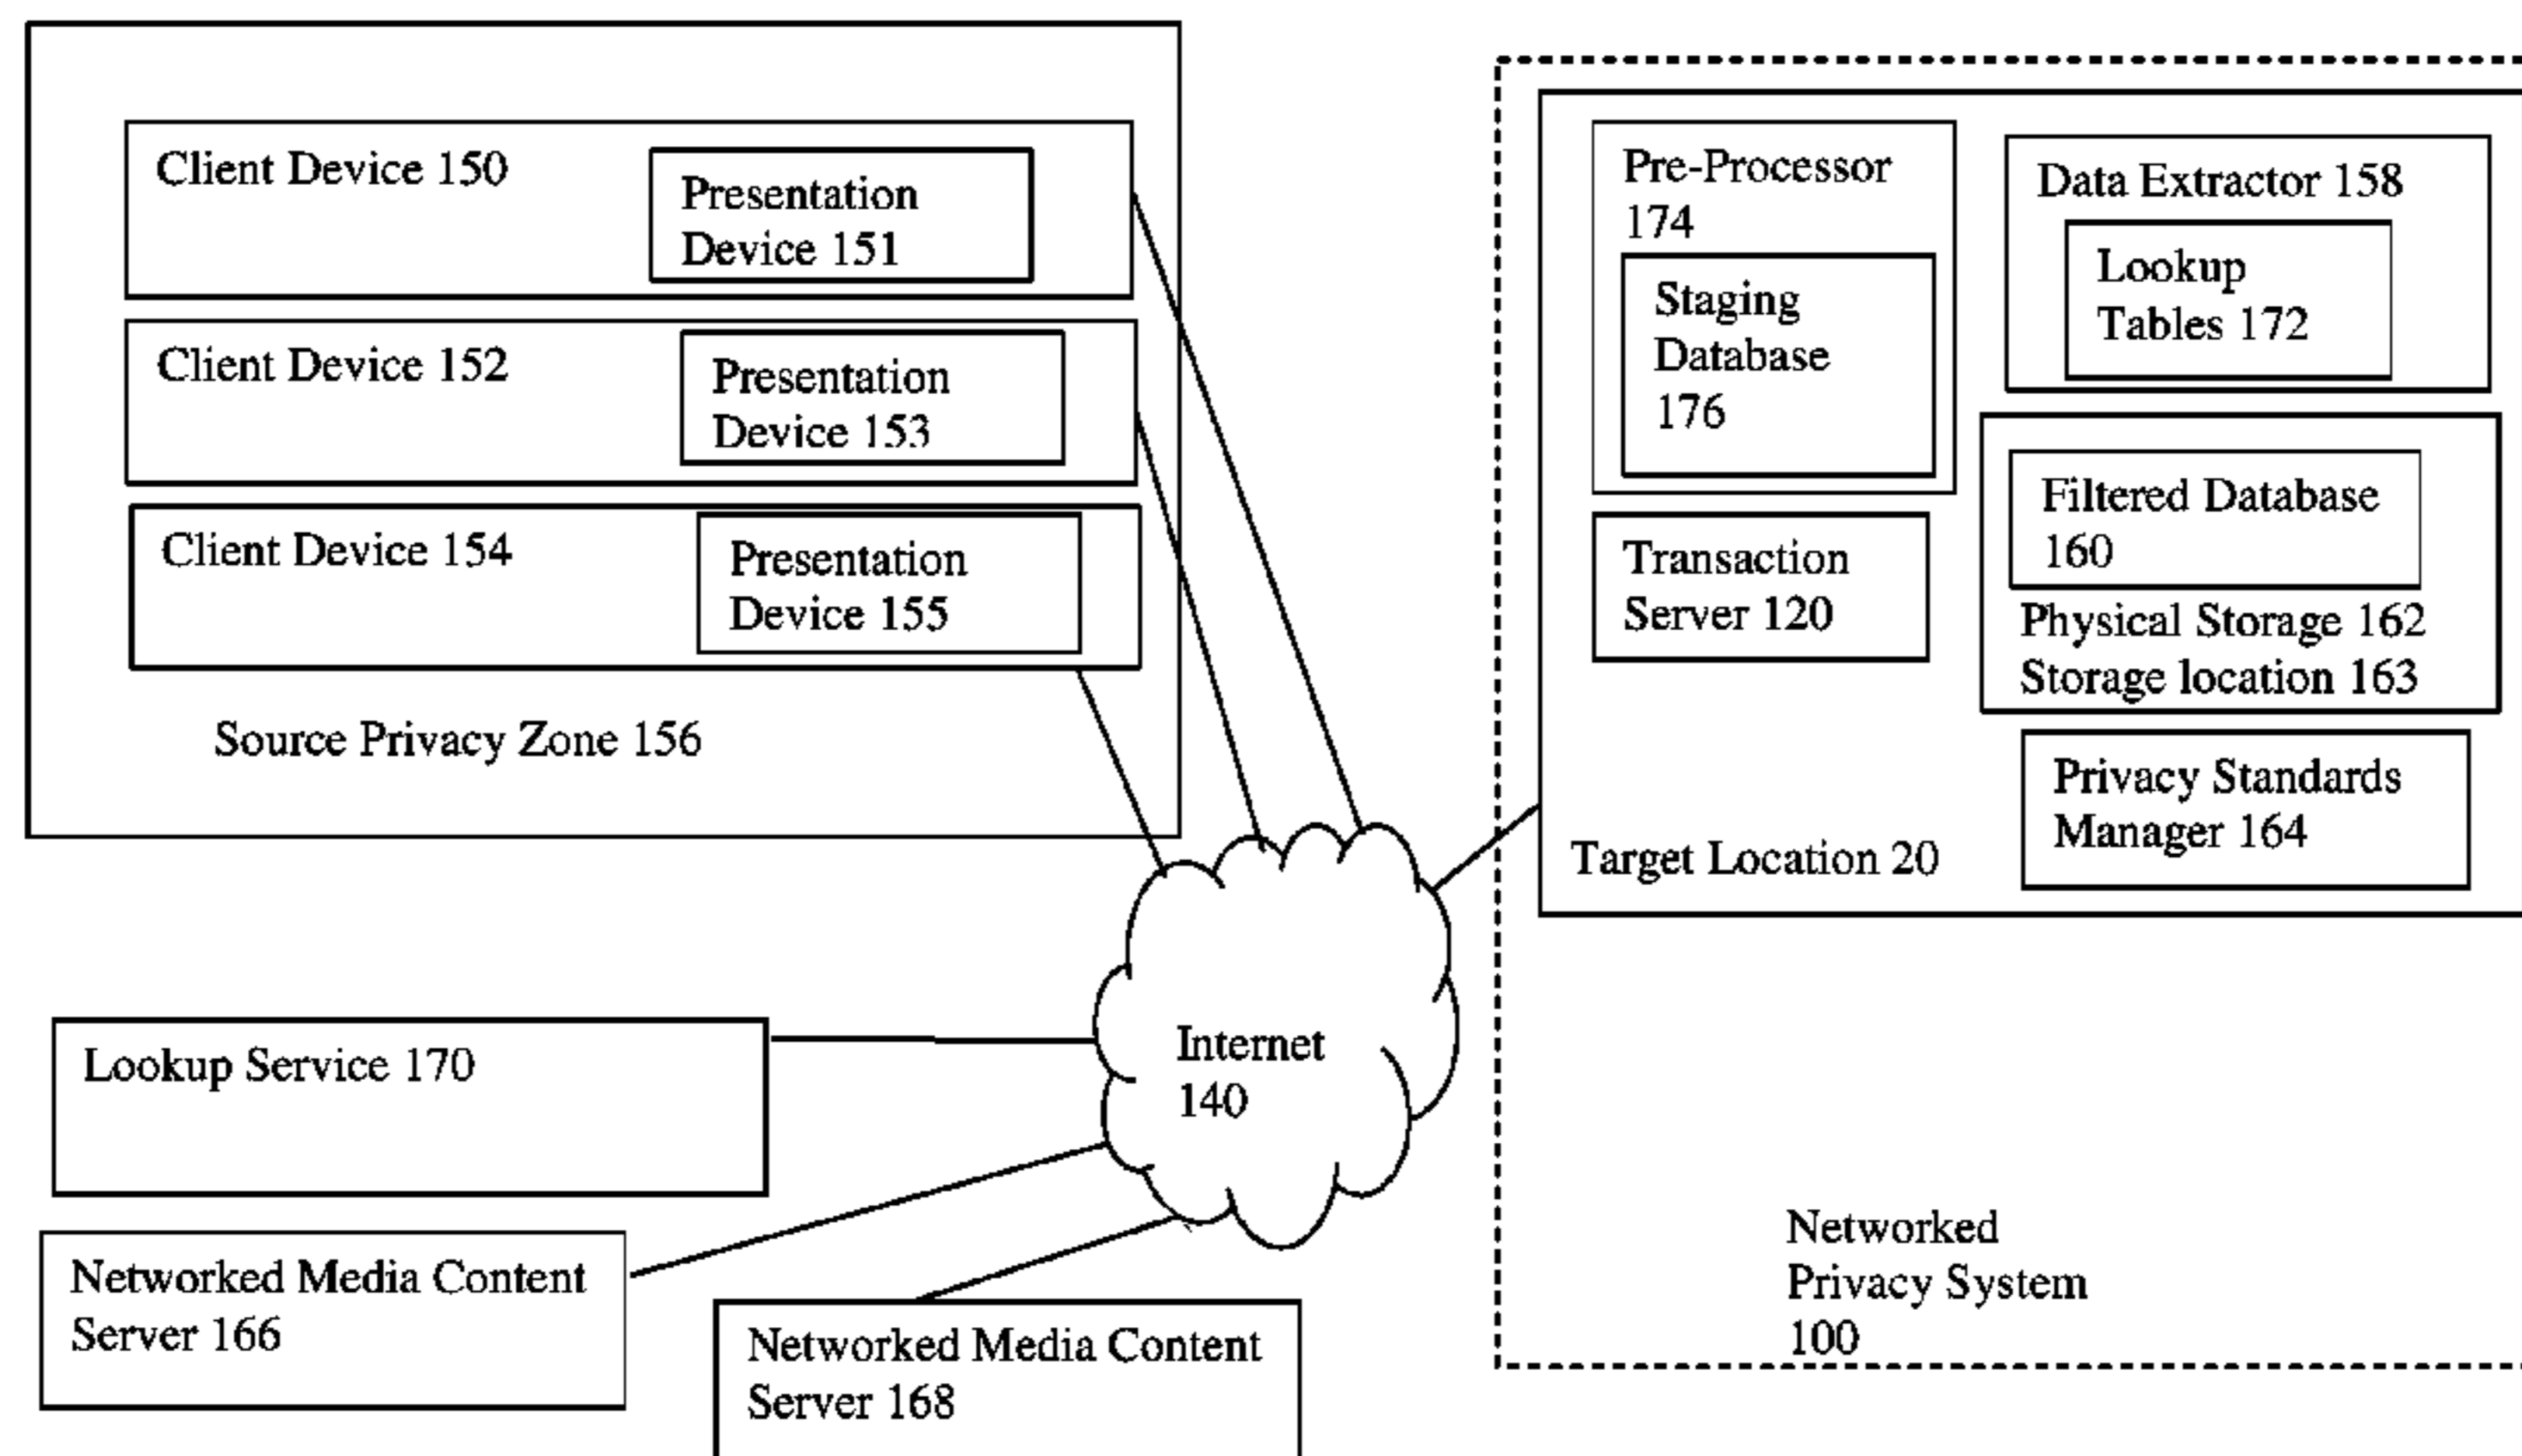 Client Device 150
Presentation
Device 151
Client Device 152
Presentation
Device 153
Client Device 154
Presentation
Device 155
Source Privacy Zone 156
Pre-Processor
174
Staging
Database
176
Data Extractor 158
Lookup
Tables 172
Transaction
Server 120
Filtered Database
160
Physical Storage 162
Storage location 163
Privacy Standards
Manager 164
Target Location 20
Internet
140
Lookup Service 170
Networked Media Content
Server 166
Networked Media Content
Server 168
Networked
Privacy System
100